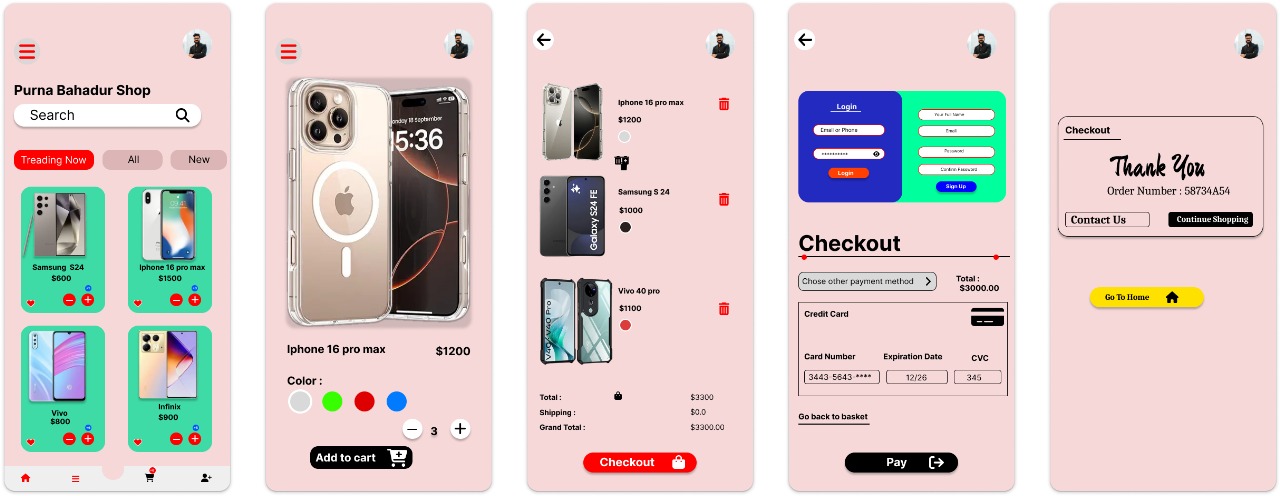 Purna Bahadur Shop
Search
Treading Now
All
New
Samsung S24
$600
Iphone 16 pro max
$1500
Vivo
$800
Infinix
$900
5:36
Iphone 16 pro max
$1200
Color :
3
Add to cart
Iphone 16 pro max
$1200
Galaxy S24 FE
Samsung S 24
$1000
Vivo 40 pro
$1100
Total :
$3300
Shipping :
$0.0
Grand Total :
$3300.00
Checkout
Login
Email or Phone
**********
Login
Your Full Name
Email
Password
Confirm Password
Sign Up
Checkout
Chose other payment method
Total :
$3000.00
Credit Card
Card Number
Expiration Date
CVC
3443-5643-****
12/26
345
Go back to basket
Pay
Checkout
Thank You
Order Number : 58734A54
Contact Us
Continue Shopping
Go To Home